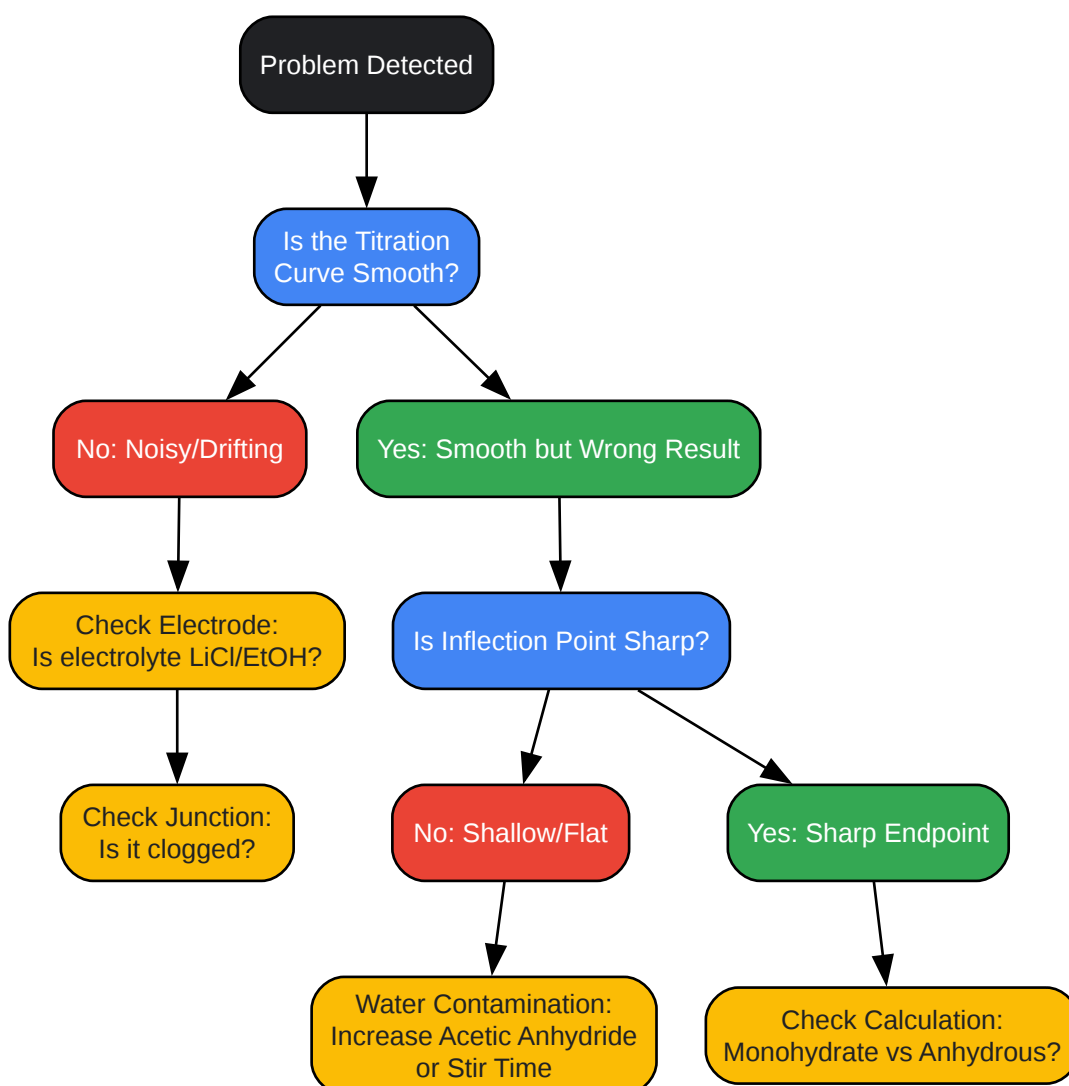 Problem Detected
Is the Titration
Curve Smooth?
No: Noisy/Drifting
Yes: Smooth but Wrong Result
Check Electrode:
Is electrolyte LiCl/EtOH?
Is Inflection Point Sharp?
Check Junction:
Is it clogged?
No: Shallow/Flat
Yes: Sharp Endpoint
Water Contamination:
Increase Acetic Anhydride
or Stir Time
Check Calculation:
Monohydrate vs Anhydrous?